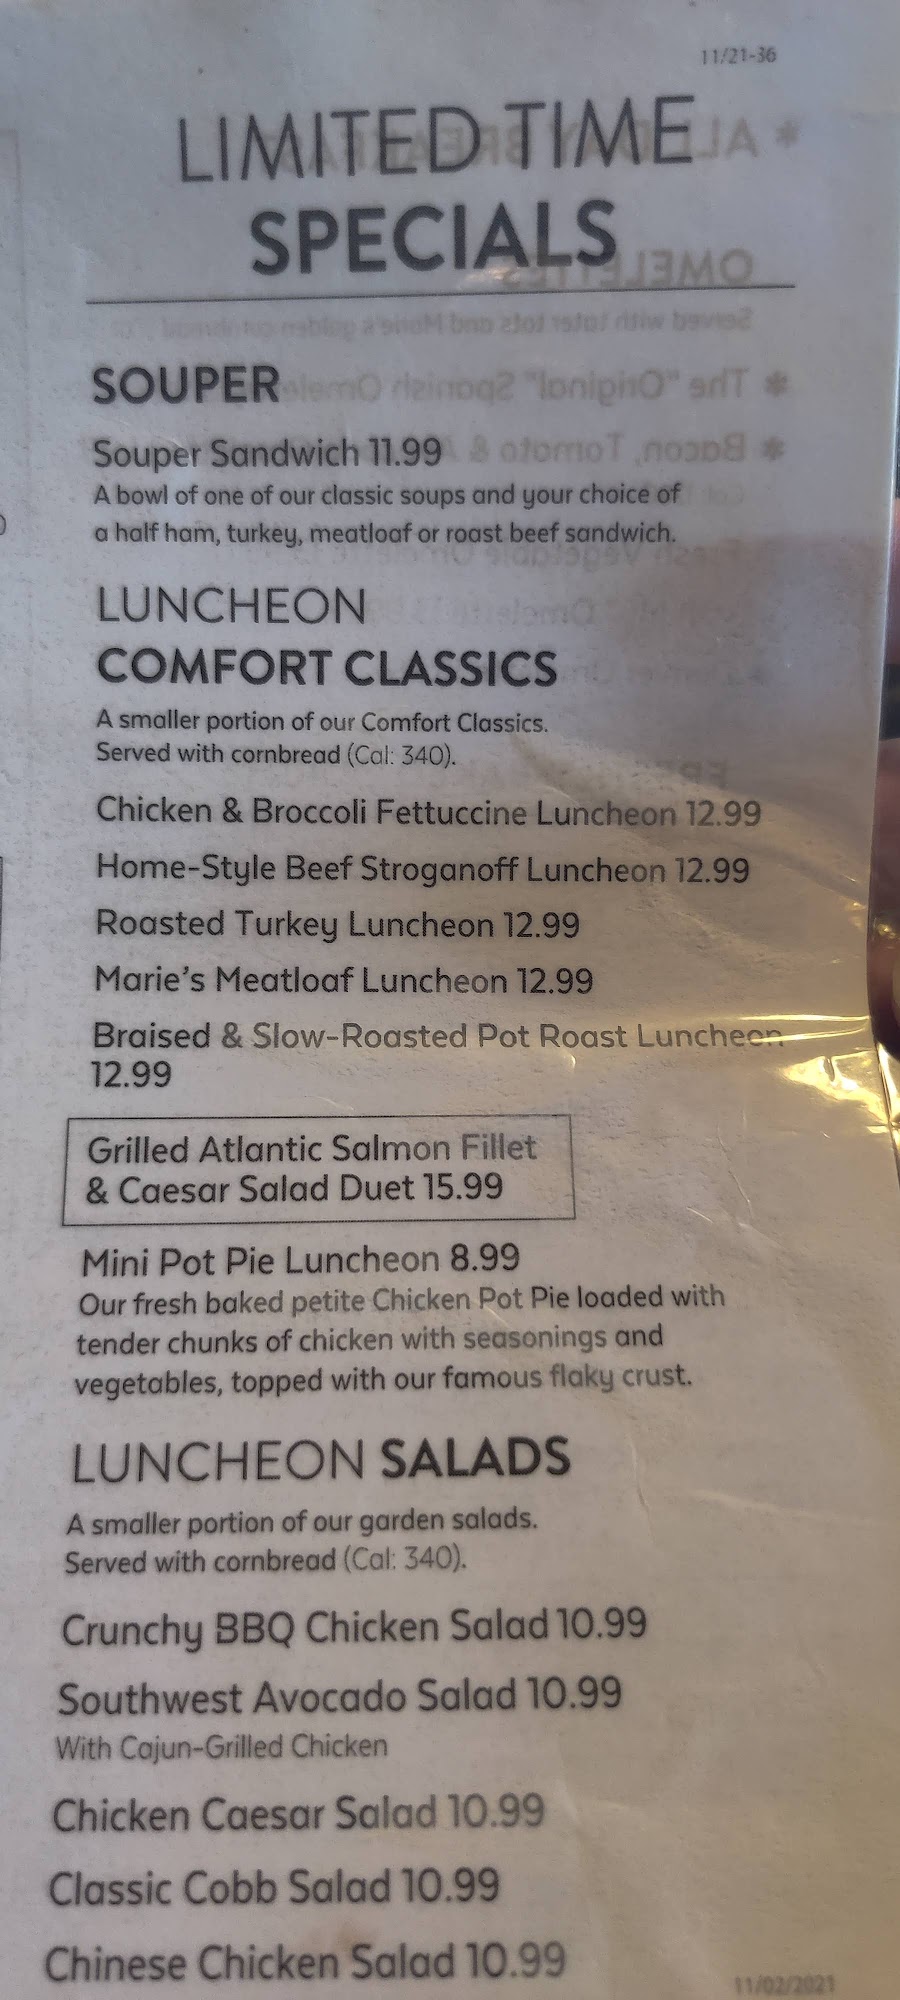 11/21-36
LIMITED TIME
SPECIALS
SOUPER
Souper Sandwich 11.99
A bowl of one of our classic soups and your choice of
a half ham, turkey, meatloaf or roast beef sandwich.
LUNCHEON
COMFORT CLASSICS
A smaller portion of our Comfort Classics.
Served with cornbread (Cal: 340).
Chicken & Broccoli Fettuccine Luncheon 12.99
Home-Style Beef Stroganoff Luncheon 12.99
Roasted Turkey Luncheon 12.99
Marie's Meatloaf Luncheon 12.99
Braised & Slow-Roasted Pot Roast Luncheon
12.99
Grilled Atlantic Salmon Fillet
& Caesar Salad Duet 15.99
Mini Pot Pie Luncheon 8.99
Our fresh baked petite Chicken Pot Pie loaded with
tender chunks of chicken with seasonings and
vegetables, topped with our famous flaky crust.
LUNCHEON SALADS
A smaller portion of our garden salads.
Served with cornbread (Cal: 340).
Crunchy BBQ Chicken Salad 10.99
Southwest Avocado Salad 10.99
With Cajun-Grilled Chicken
Chicken Caesar Salad 10.99
Classic Cobb Salad 10.99
Chinese Chicken Salad 10.99
11/02/2021